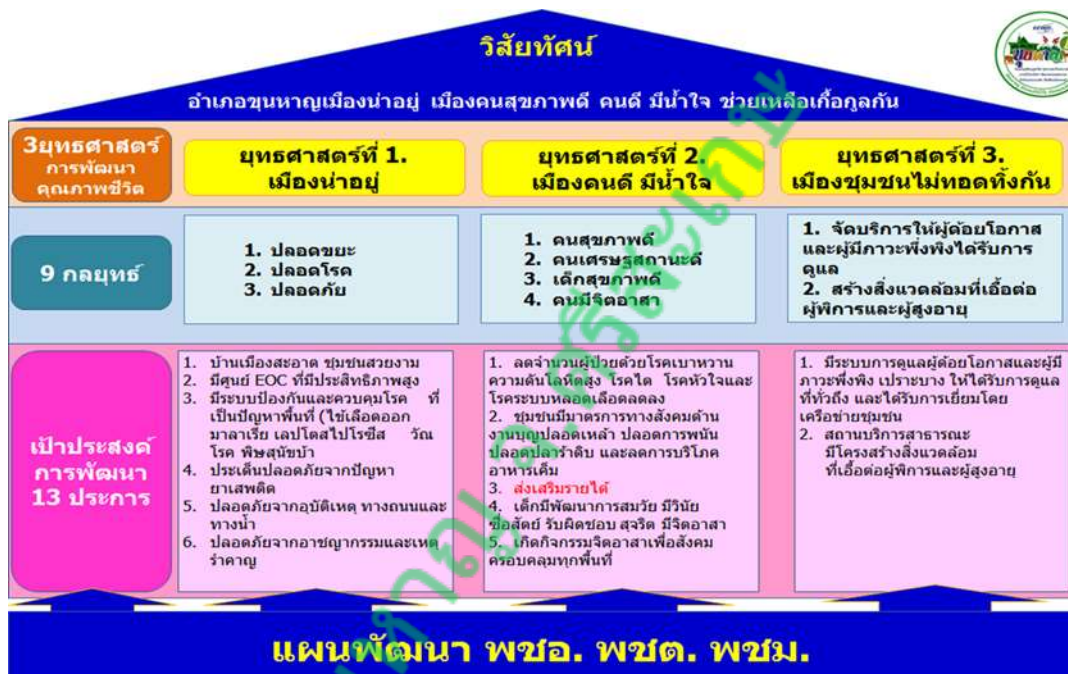 วิสัยทัศน์
อำเภอขุนหาญเมืองน่าอยู่ เมืองคนสุขภาพดี คนดี มีน้ำใจ ช่วยเหลือเกื้อกูลกัน
ขุนหาญ
3ยุทธศาสตร์
การพัฒนา
คุณภาพชีวิต
ยุทธศาสตร์ที่ 1.
เมืองน่าอยู่
ยุทธศาสตร์ที่ 2.
เมืองคนดี มีน้ำใจ
ยุทธศาสตร์ที่ 3.
เมืองชุมชนไม่ทอดทิ้งกัน
9 กลยุทธ์
1. ปลอดขยะ
2. ปลอดโรค
3. ปลอดภัย
1. คนสุขภาพดี
2. คนเศรษฐสถานะดี
3. เด็กสุขภาพดี
4. คนมีจิตอาสา
1. จัดบริการให้ผู้ด้อยโอกาส
และผู้มีภาวะพึ่งพิงได้รับการ
ดูแล
2. สร้างสิ่งแวดล้อมที่เอื้อต่อ
ผู้พิการและผู้สูงอายุ
เป้าประสงค์
การพัฒนา
13 ประการ
1. บ้านเมืองสะอาด ชุมชนสวยงาม
2. มีศูนย์ EOC ที่มีประสิทธิภาพสูง
3. มีระบบป้องกันและควบคุมโรค ที่
เป็นปัญหาพื้นที่ (ไข้เลือดออก
มาลาเรีย เลปโตสไปโรซีส วัณ
โรค พิษสุนัขบ้า
4. ประเด็นปลอดภัยจากปัญหา
ยาเสพติด
5. ปลอดภัยจากอุบัติเหตุ ทางถนนและ
ทางน้ำ
6. ปลอดภัยจากอาชญากรรมและเหตุ
รำคาญ
1. ลดจำนวนผู้ป่วยด้วยโรคเบาหวาน
ความดันโลหิตสูง โรคไต โรคหัวใจและ
โรคระบบหลอดเลือดลดลง
2. ชุมชนมีมาตรการทางสังคมด้าน
งานบุญปลอดเหล้า ปลอดการพนัน
ปลอดปลาร้าดิบ และลดการบริโภค
อาหารเค็ม
3. ส่งเสริมรายได้
4. เด็กมีพัฒนาการสมวัย มีวินัย
ซื่อสัตย์ รับผิดชอบ สุจริต มีจิตอาสา
5. เกิดกิจกรรมจิตอาสาเพื่อสังคม
ครอบคลุมทุกพื้นที่
1. มีระบบการดูแลผู้ด้อยโอกาสและผู้มี
ภาวะพึ่งพิง เปราะบาง ให้ได้รับการดูแล
ที่ทั่วถึง และได้รับการเยี่ยมโดย
เครือข่ายชุมชน
2. สถานบริการสาธารณะ
มีโครงสร้างสิ่งแวดล้อม
ที่เอื้อต่อผู้พิการและผู้สูงอายุ
แผนพัฒนา พชอ. พชต. พชม.
จ.ศรีสะเกษ